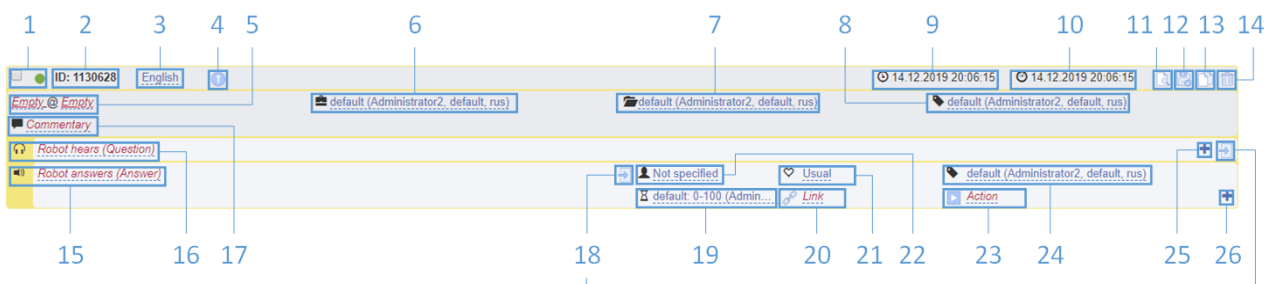 1 2 3 4 5 6 7 8 9 10 11 12 13 14
ID: 1130628 English 14.12.2019 20:06:15 14.12.2019 20:06:15
Empty @ Empty default (Administrator2, default, rus) default (Administrator2, default, rus) default (Administrator2, default, rus)
Commentary
Robot hears (Question)
Robot answers (Answer) Not specified Usual default (Administrator2, default, rus)
default: 0-100 (Admin... Link Action
15 16 17 18 19 20 21 22 23 24 25 26